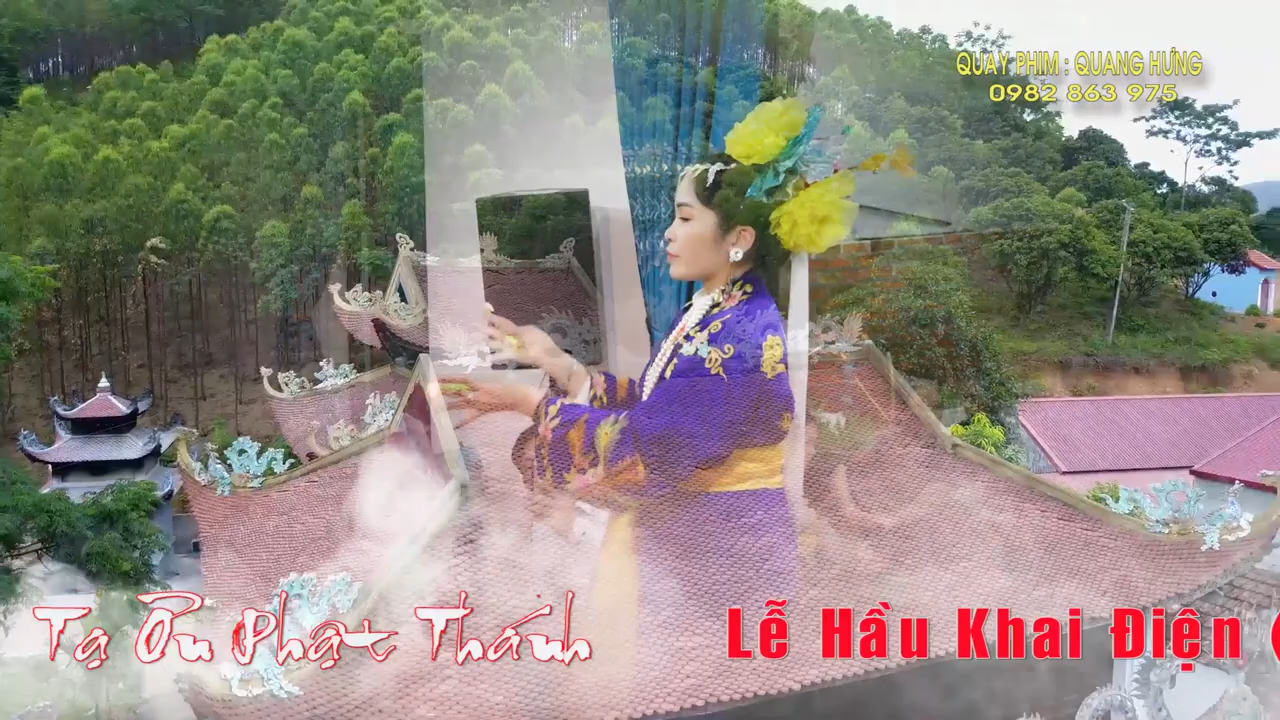 QUAY PHIM : QUANG HƯNG
0982 863 975
Tạ Ơn Phật Thánh
Lễ Hầu Khai Điện